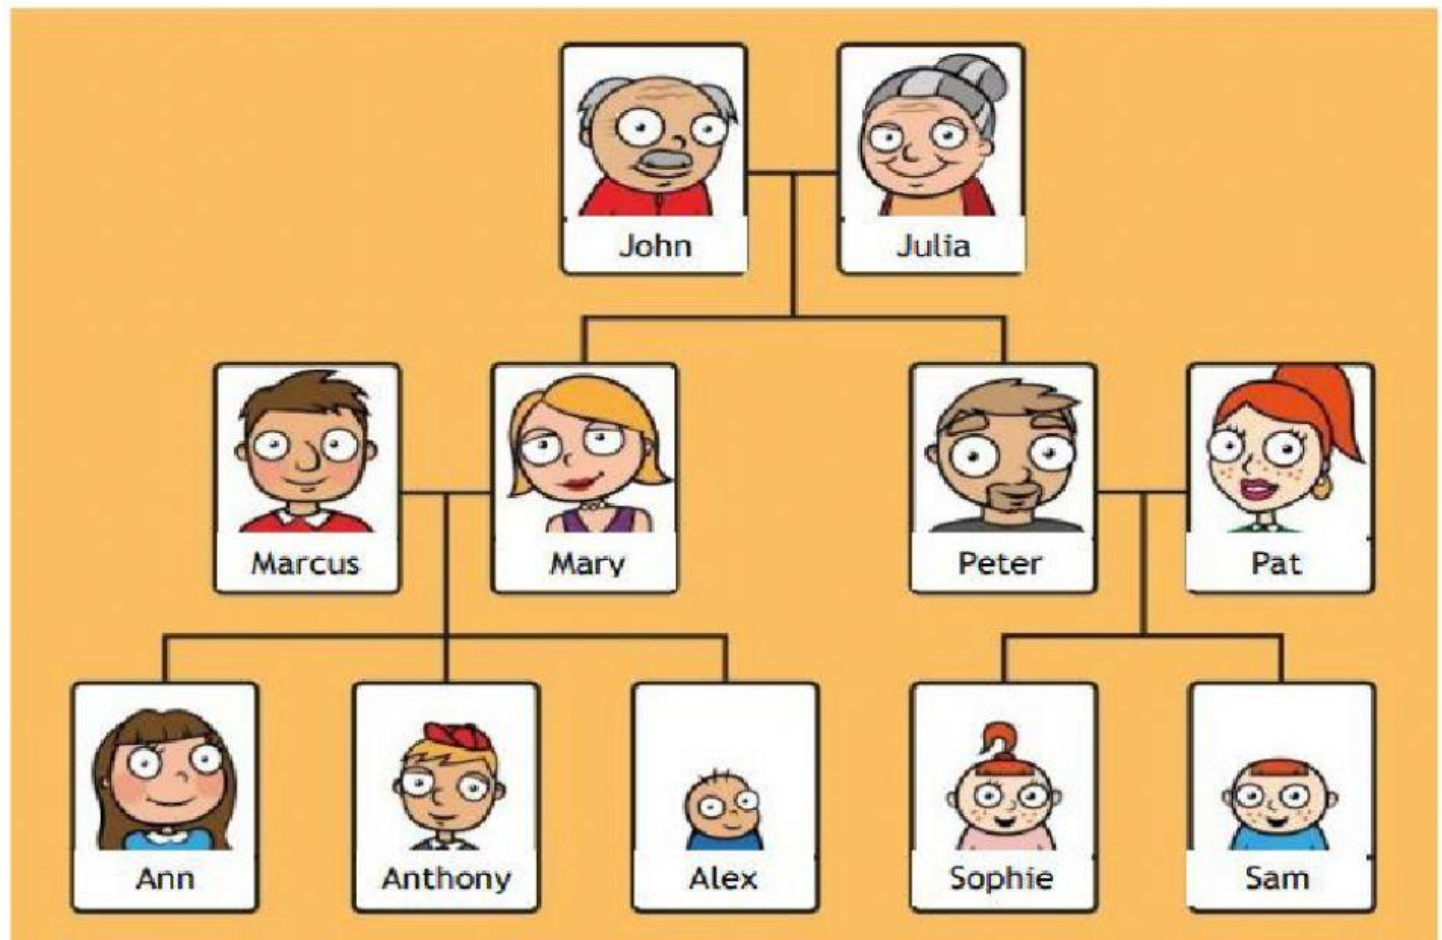 John
Julia
Marcus
Mary
Peter
Pat
Ann
Anthony
Alex
Sophie
Sam